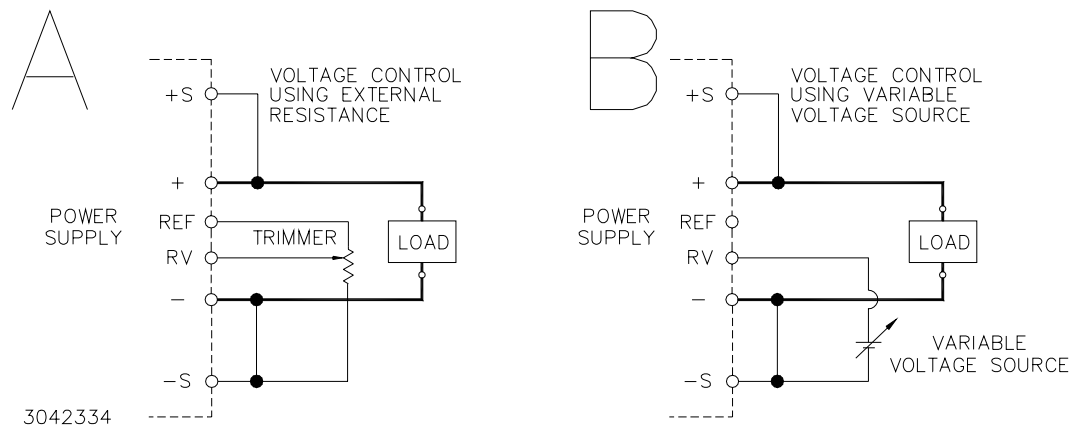 A
VOLTAGE CONTROL
USING EXTERNAL
RESISTANCE
+S
+
POWER
SUPPLY
REF
TRIMMER
RV
LOAD
−
−S
3042334
B
VOLTAGE CONTROL
USING VARIABLE
VOLTAGE SOURCE
+S
+
POWER
SUPPLY
REF
RV
LOAD
−
VARIABLE
VOLTAGE SOURCE
−S